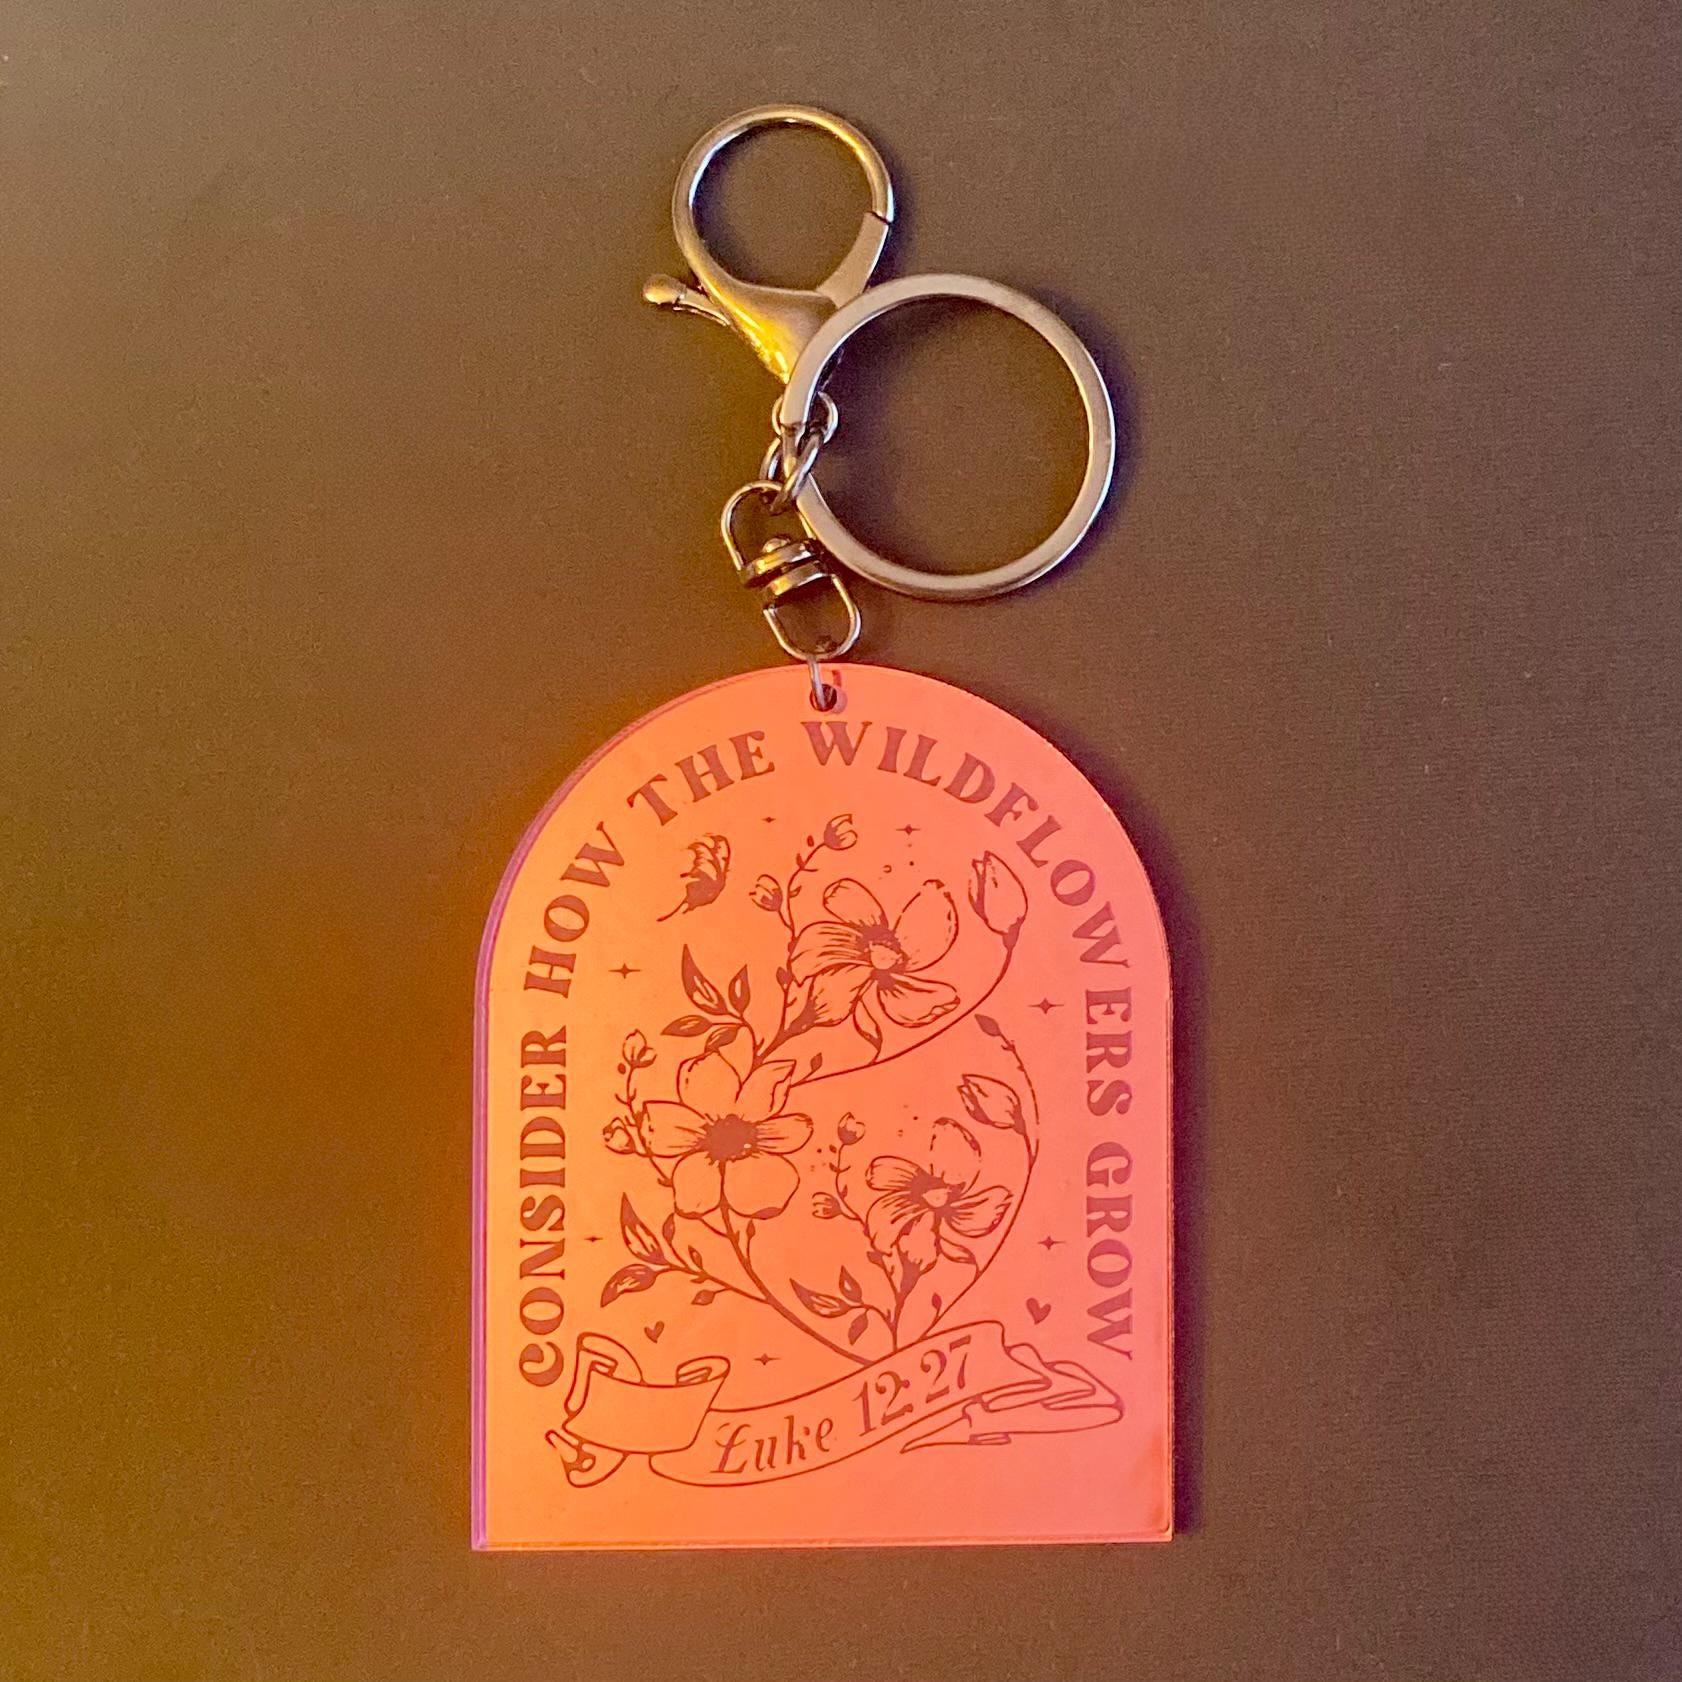 CONSIDER HOW THE WILDFLOWERS GROW
Luke 12:27